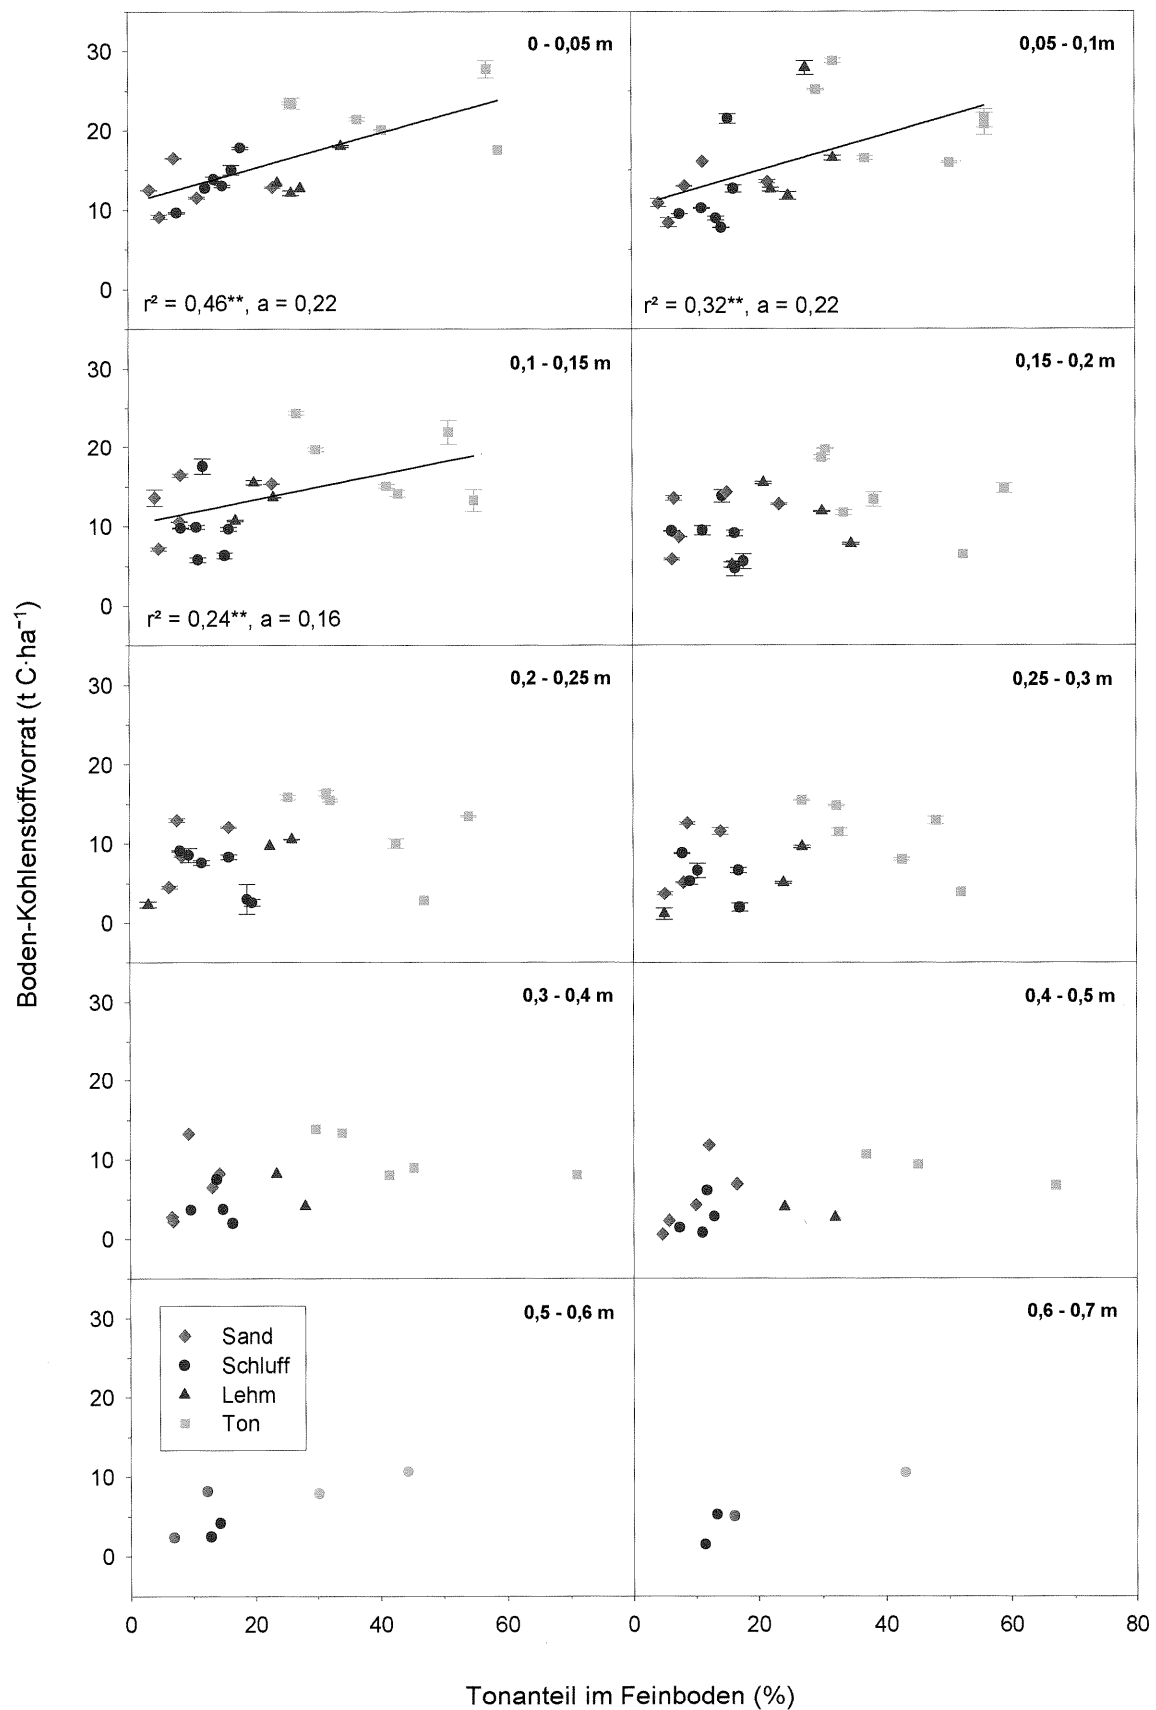 0 - 0,05 m
0,05 - 0,1m
30
20
10
0
r² = 0,46**, a = 0,22
r² = 0,32**, a = 0,22
0,1 - 0,15 m
0,15 - 0,2 m
30
20
10
0
r² = 0,24**, a = 0,16
0,2 - 0,25 m
0,25 - 0,3 m
30
20
10
0
Boden-Kohlenstoffvorrat (t C·ha⁻¹)
0,3 - 0,4 m
0,4 - 0,5 m
30
20
10
0
0,5 - 0,6 m
0,6 - 0,7 m
30
20
10
0
Sand
Schluff
Lehm
Ton
0 20 40 60 0 20 40 60 80
Tonanteil im Feinboden (%)